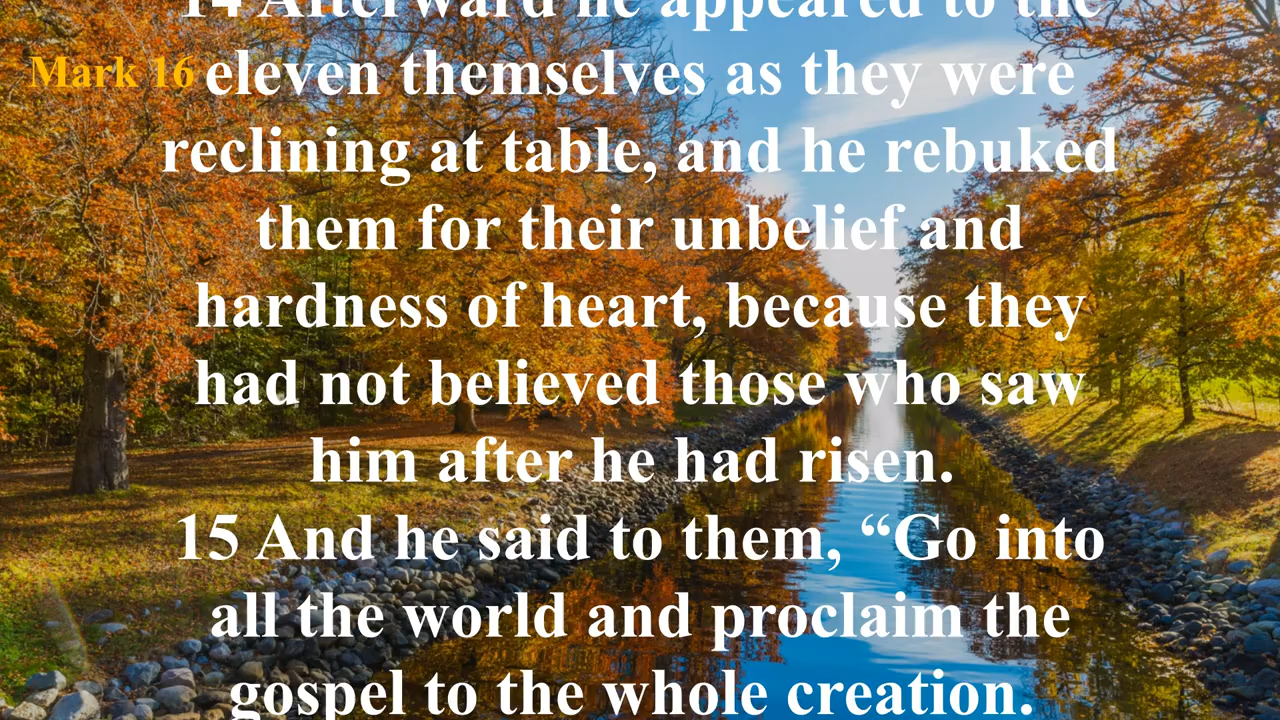 14 Afterward he appeared to the
Mark 16
eleven themselves as they were
reclining at table, and he rebuked
them for their unbelief and
hardness of heart, because they
had not believed those who saw
him after he had risen.
15 And he said to them, “Go into
all the world and proclaim the
gospel to the whole creation.